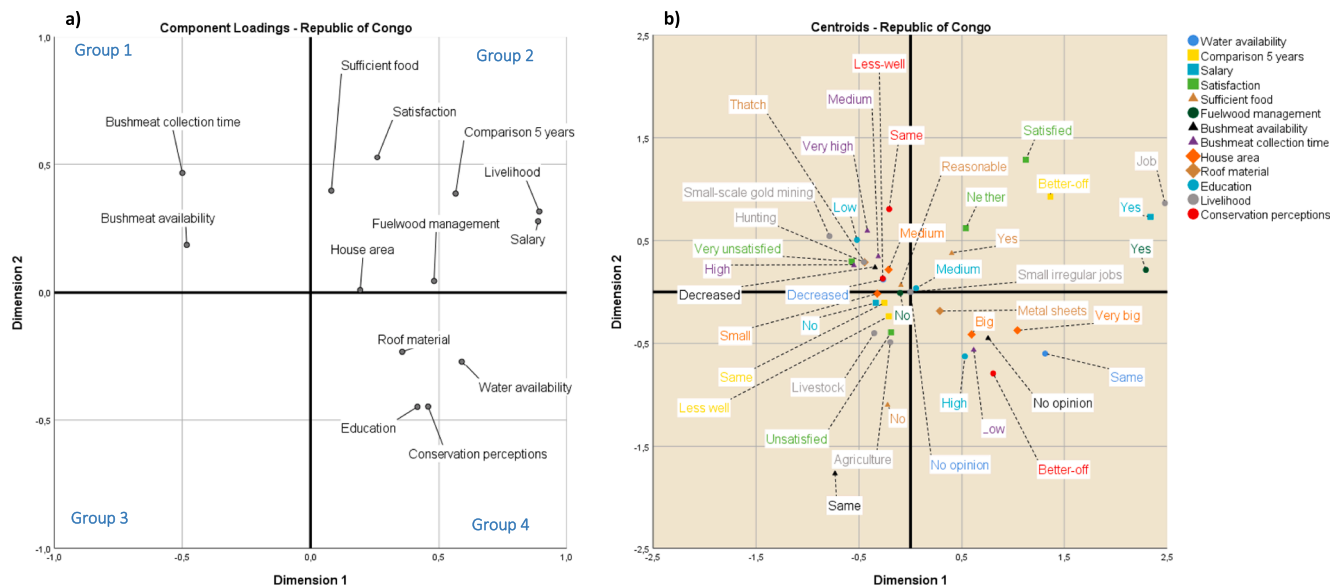 a)
Component Loadings - Republic of Congo
Group 1
Group 2
Sufficient food
Satisfaction
Bushmeat collection time
Comparison 5 years
Livelihood
Bushmeat availability
Fuelwood management
Salary
House area
Roof material
Water availability
Education
Conservation perceptions
Group 3
Group 4
1,0
0,5
0,0
-0,5
-1,0
Dimension 2
-1,0
-0,5
0,0
0,5
1,0
Dimension 1
b)
Centroids - Republic of Congo
Less-well
Thatch
Medium
Same
Satisfied
Very high
Reasonable
Job
Small-scale gold mining
Better-off
Low
Hunting
Ne ther
Yes
Medium
Very unsatisfied
Yes
Yes
High
Medium
Small irregular jobs
Decreased
Decreased
Small
No
No
Metal sheets
Big
Very big
Same
Livestock
Same
Less well
High
No opinion
No
Low
Unsatisfied
Agriculture
No opinion
Better-off
Same
2,5
1,5
0,5
-0,5
-1,5
-2,5
Dimension 2
-2,5
-1,5
-0,5
0,5
1,5
2,5
Dimension 1
Water availability
Comparison 5 years
Salary
Satisfaction
Sufficient food
Fuelwood management
Bushmeat availability
Bushmeat collection time
House area
Roof material
Education
Livelihood
Conservation perceptions